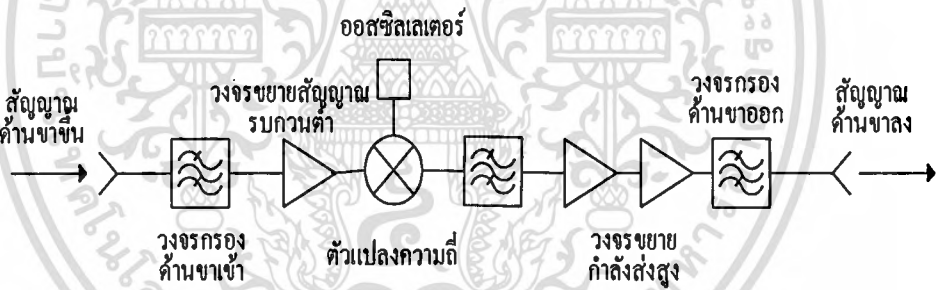 ออสซิลเลเตอร์
สัญญาณ
ด้านขาขึ้น
วงจรขยายสัญญาณ
รบกวนต่ำ
วงจรกรอง
ด้านขาออก
สัญญาณ
ด้านขาลง
วงจรกรอง
ด้านขาเข้า
ตัวแปลงความถี่
วงจรขยาย
กำลังส่งสูง